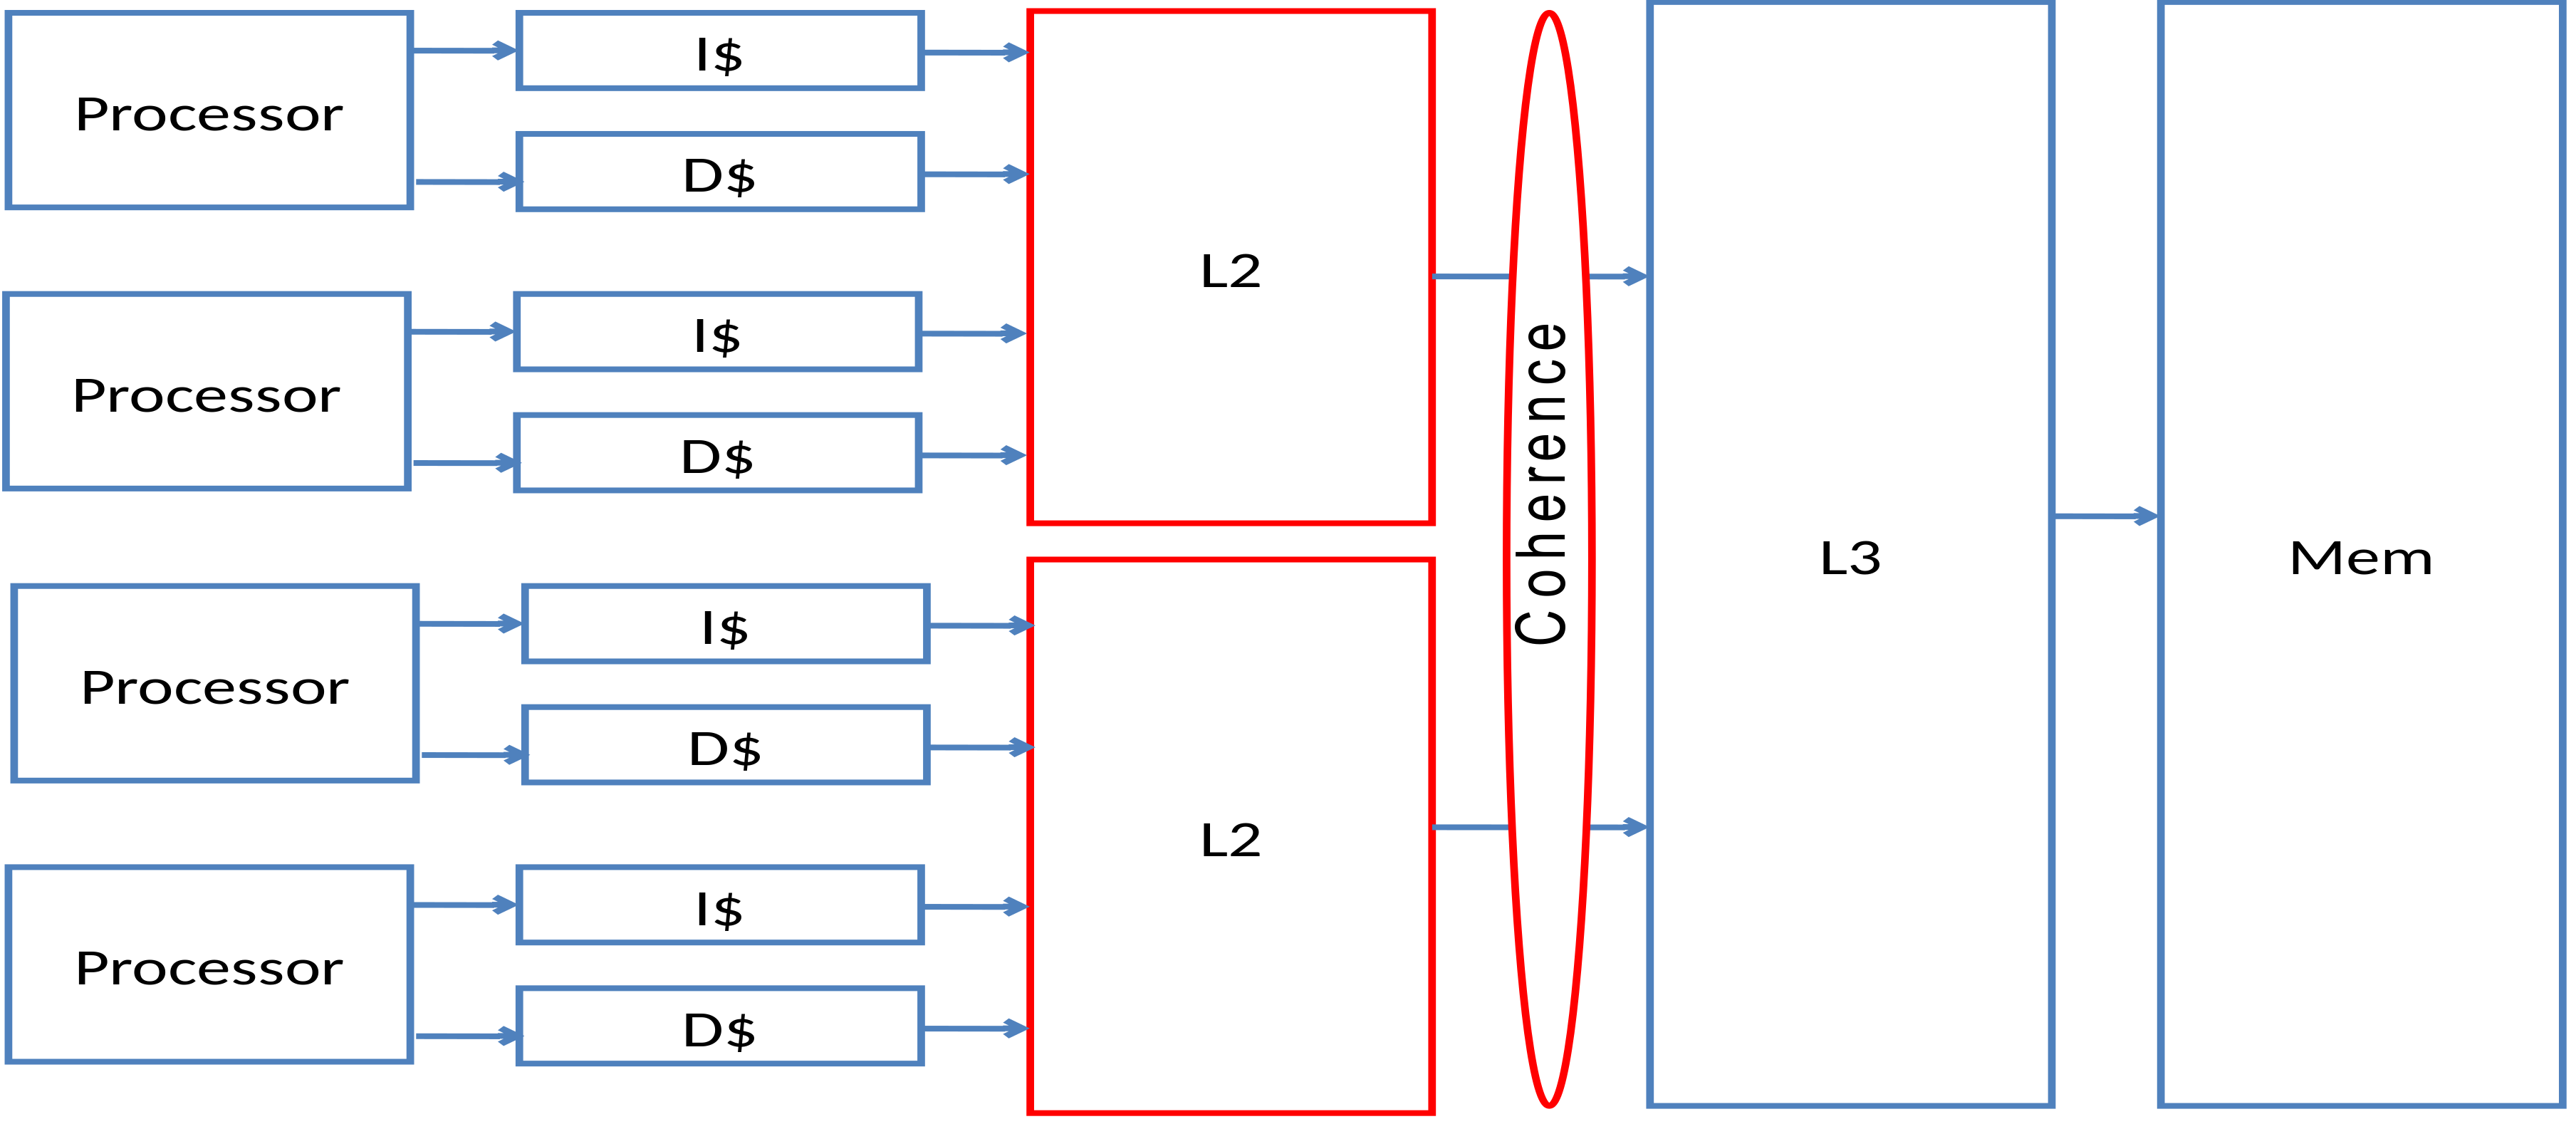 Processor
I$
D$
Processor
I$
D$
L2
Processor
I$
D$
Processor
I$
D$
L2
Coherence
L3
Mem